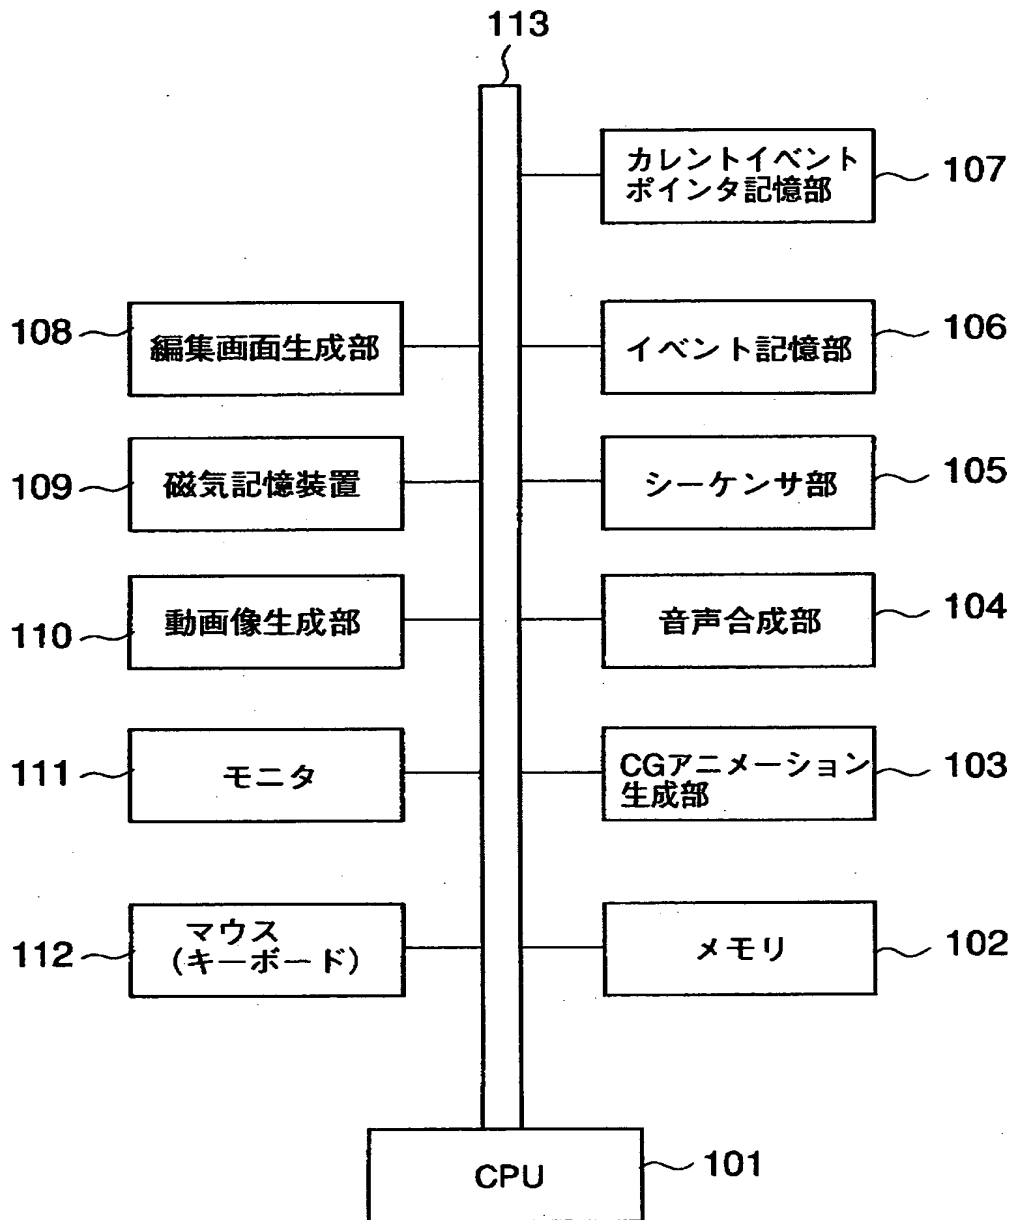 113
カレントイベント
ポインタ記憶部
107
108
編集画面生成部
イベント記憶部
106
109
磁気記憶装置
シーケンサ部
105
110
動画像生成部
音声合成部
104
111
モニタ
CGアニメーション
生成部
103
112
マウス
(キーボード)
メモリ
102
CPU
101